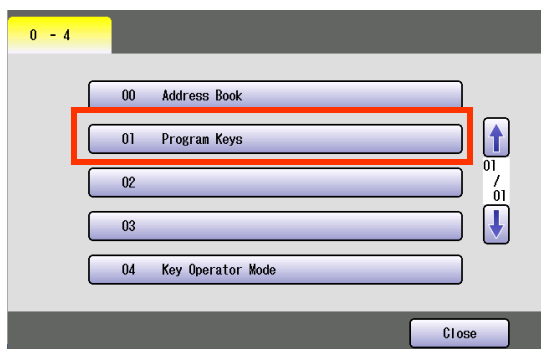 0 - 4
00 Address Book
01 Program Keys
02
03
04 Key Operator Mode
01
/
01
Close